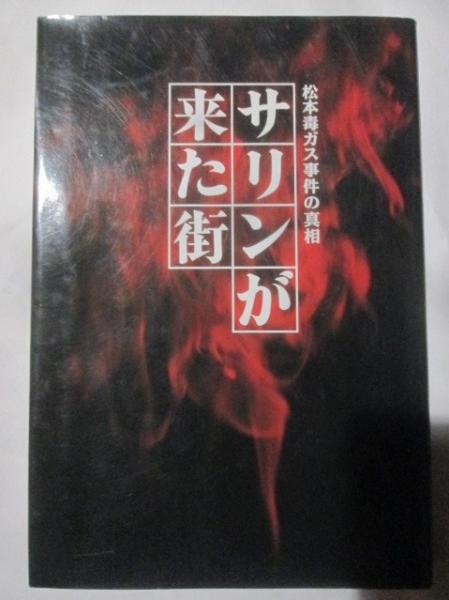 松本毒ガス事件の真相
サリンが
来た街